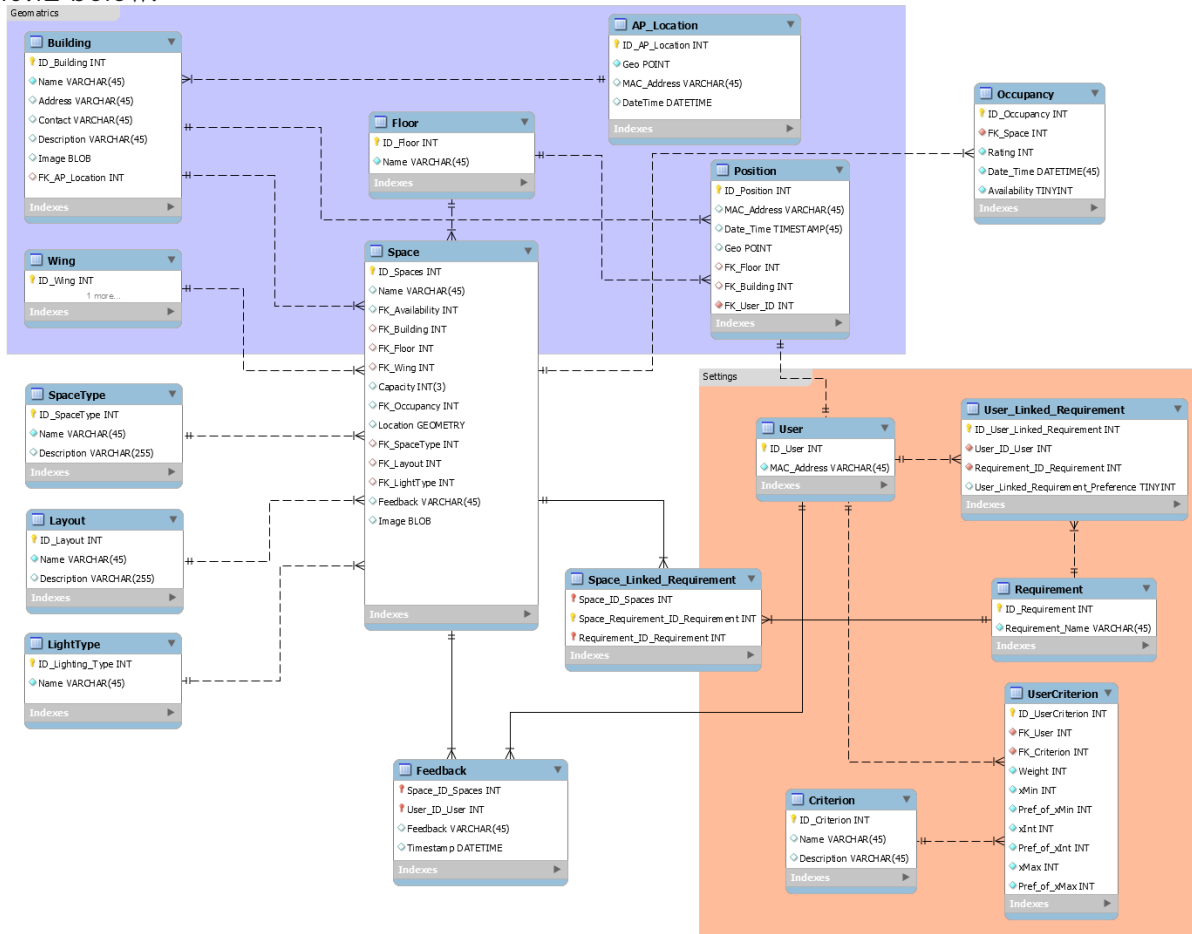 Geomatrics
Building
ID_Building INT
Name VARCHAR(45)
Address VARCHAR(45)
Contact VARCHAR(45)
Description VARCHAR(45)
Image BLOB
FK_AP_Location INT
Indexes
AP_Location
ID_AP_Location INT
Geo POINT
MAC_Address VARCHAR(45)
DateTime DATETIME
Indexes
Floor
ID_Floor INT
Name VARCHAR(45)
Indexes
Occupancy
ID_Occupancy INT
FK_Space INT
Rating INT
Date_Time DATETIME(45)
Availability TINYINT
Indexes
Position
ID_Position INT
MAC_Address VARCHAR(45)
Date_Time TIMESTAMP(45)
Geo POINT
FK_Floor INT
FK_Building INT
FK_User_ID INT
Indexes
Wing
ID_Wing INT
1 more...
Indexes
Space
ID_Spaces INT
Name VARCHAR(45)
FK_Availability INT
FK_Building INT
FK_Floor INT
FK_Wing INT
Capacity INT(3)
FK_Occupancy INT
Location GEOMETRY
FK_SpaceType INT
FK_Layout INT
FK_LightType INT
Feedback VARCHAR(45)
Image BLOB
Indexes
SpaceType
ID_SpaceType INT
Name VARCHAR(45)
Description VARCHAR(255)
Indexes
Layout
ID_Layout INT
Name VARCHAR(45)
Description VARCHAR(255)
Indexes
LightType
ID_Lighting_Type INT
Name VARCHAR(45)
Indexes
Settings
User
ID_User INT
MAC_Address VARCHAR(45)
Indexes
User_Linked_Requirement
ID_User_Linked_Requirement INT
User_ID_User INT
Requirement_ID_Requirement INT
User_Linked_Requirement_Preference TINYINT
Indexes
Space_Linked_Requirement
Space_ID_Spaces INT
Space_Requirement_ID_Requirement INT
Requirement_ID_Requirement INT
Indexes
Requirement
ID_Requirement INT
Requirement_Name VARCHAR(45)
Indexes
UserCriterion
ID_UserCriterion INT
FK_User INT
FK_Criterion INT
Weight INT
xMin INT
Pref_of_xMin INT
xInt INT
Pref_of_xInt INT
xMax INT
Pref_of_xMax INT
Indexes
Feedback
Space_ID_Spaces INT
User_ID_User INT
Feedback VARCHAR(45)
Timestamp DATETIME
Indexes
Criterion
ID_Criterion INT
Name VARCHAR(45)
Description VARCHAR(45)
Indexes